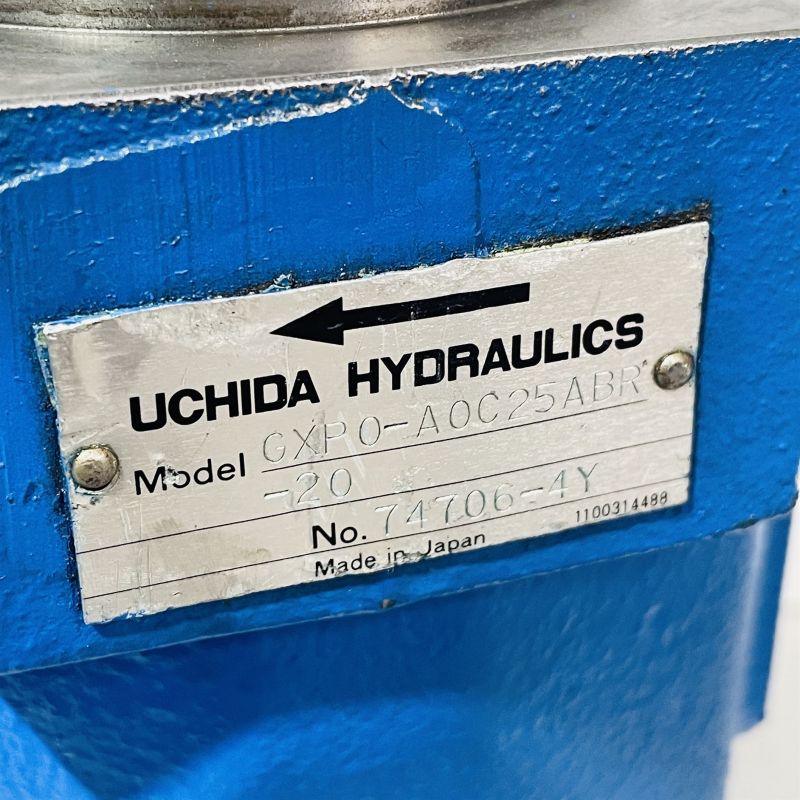 UCHIDA HYDRAULICS
Model GXP0-A0C25ABR
-20
No. 74706-4Y
Made in Japan 1100314488